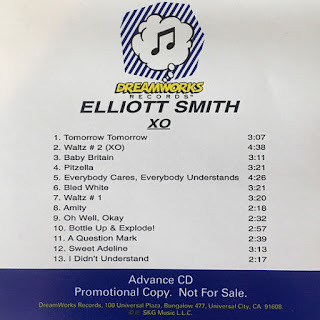 DREAMWORKS
RECORDS®
ELLIOTT SMITH
XO
1. Tomorrow Tomorrow 3:07
2. Waltz # 2 (XO) 4:38
3. Baby Britain 3:11
4. Pitzella 3:21
5. Everybody Cares, Everybody Understands 4:26
6. Bled White 3:21
7. Waltz # 1 3:20
8. Amity 2:18
9. Oh Well, Okay 2:32
10. Bottle Up & Explode! 2:57
11. A Question Mark 2:39
12. Sweet Adeline 3:13
13. I Didn't Understand 2:17
Advance CD
Promotional Copy. Not For Sale.
DreamWorks Records, 100 Universal Plaza, Bungalow 477, Universal City, CA 91608.
©℗ SKG Music L.L.C.